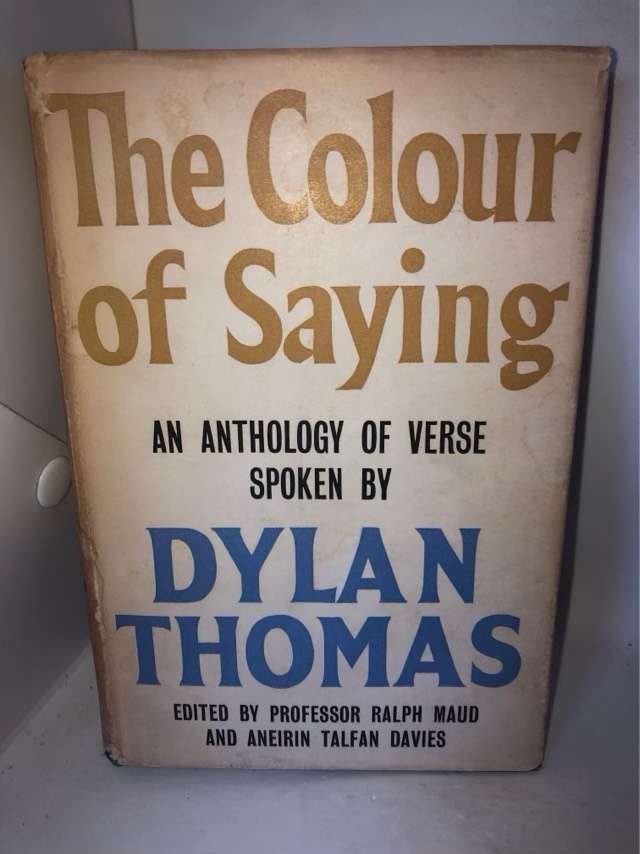 The Colour
of Saying
AN ANTHOLOGY OF VERSE
SPOKEN BY
DYLAN
THOMAS
EDITED BY PROFESSOR RALPH MAUD
AND ANEIRIN TALFAN DAVIES